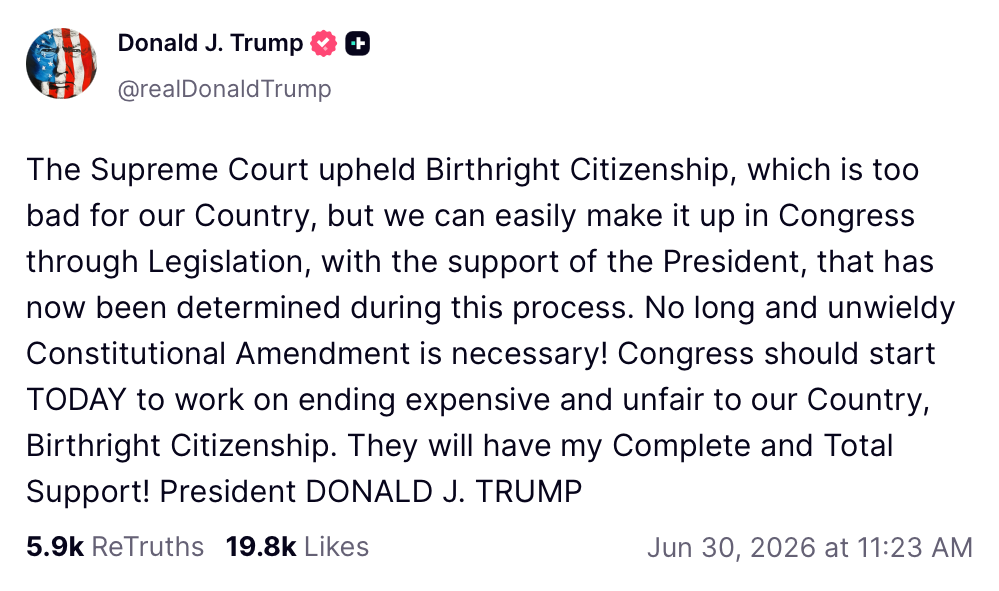 Donald J. Trump
@realDonaldTrump
The Supreme Court upheld Birthright Citizenship, which is too
bad for our Country, but we can easily make it up in Congress
through Legislation, with the support of the President, that has
now been determined during this process. No long and unwieldy
Constitutional Amendment is necessary! Congress should start
TODAY to work on ending expensive and unfair to our Country,
Birthright Citizenship. They will have my Complete and Total
Support! President DONALD J. TRUMP
5.9k ReTruths 19.8k Likes Jun 30, 2026 at 11:23 AM